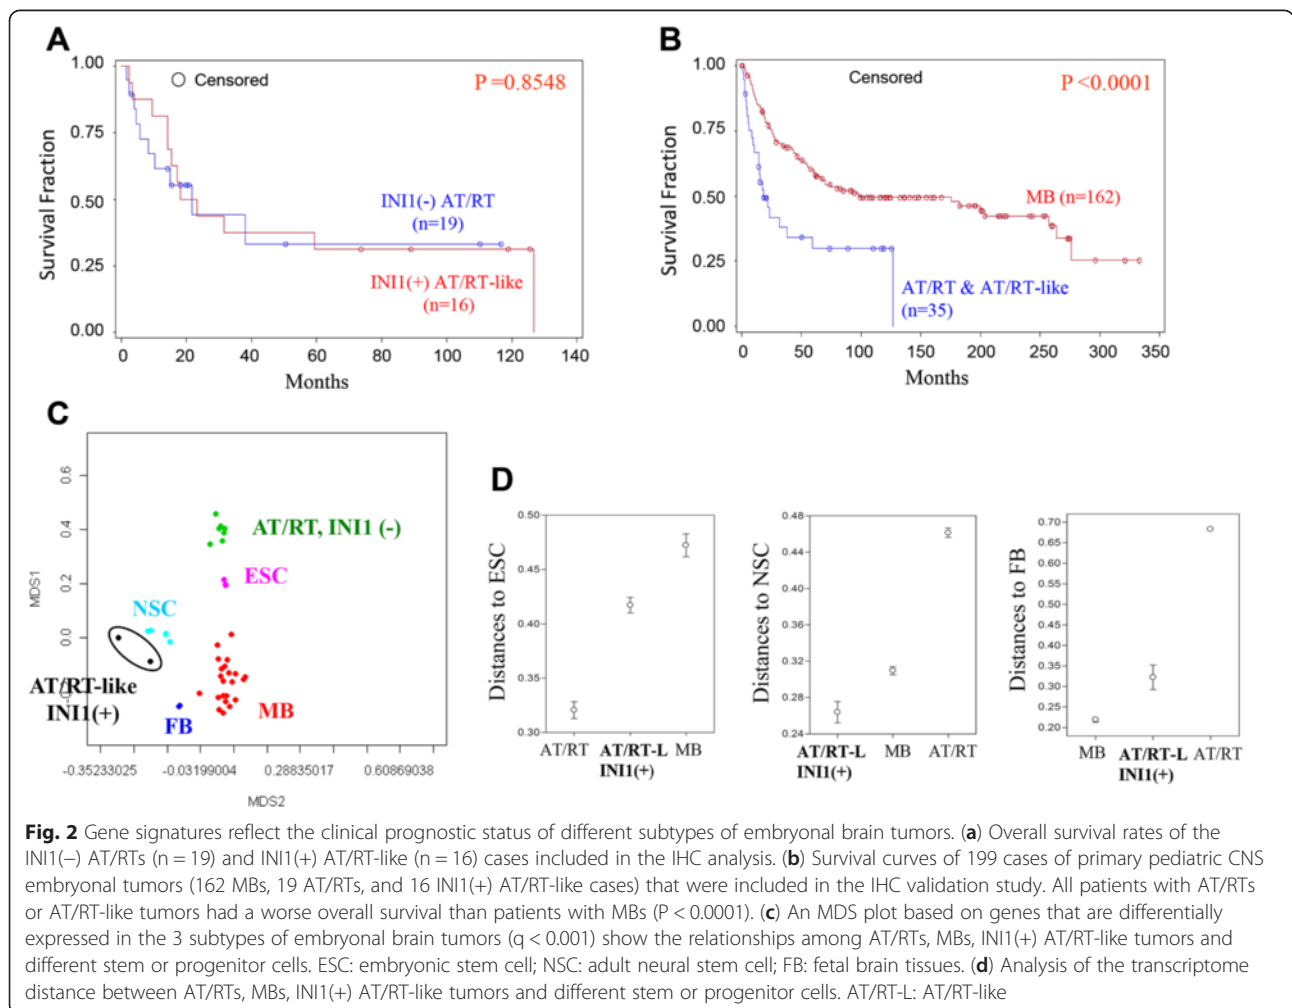 A
Survival Fraction
1.00
0.75
0.50
0.25
0.00
Censored
P=0.8548
INI1(-) AT/RT
(n=19)
INI1(+) AT/RT-like
(n=16)
0 20 40 60 80 100 120 140
Months
B
Survival Fraction
1.00
0.75
0.50
0.25
0.00
Censored
P<0.0001
MB (n=162)
AT/RT & AT/RT-like
(n=35)
0 50 100 150 200 250 300 350
Months
C
MDS1
0.6
0.4
0.2
0.0
AT/RT, INI1 (-)
ESC
NSC
AT/RT-like
INI1(+)
FB
MB
-0.35233025 -0.03199004 0.28835017 0.60869038
MDS2
D
Distances to ESC
0.50
0.45
0.40
0.35
0.30
AT/RT AT/RT-L MB
INI1(+)
Distances to NSC
0.48
0.44
0.36
0.32
0.28
0.24
AT/RT-L MB AT/RT
INI1(+)
Distances to FB
0.70
0.65
0.60
0.55
0.50
0.45
0.40
0.35
0.30
0.25
0.20
MB AT/RT-L AT/RT
INI1(+)
Fig. 2 Gene signatures reflect the clinical prognostic status of different subtypes of embryonal brain tumors. (a) Overall survival rates of the
INI1(−) AT/RTs (n = 19) and INI1(+) AT/RT-like (n = 16) cases included in the IHC analysis. (b) Survival curves of 199 cases of primary pediatric CNS
embryonal tumors (162 MBs, 19 AT/RTs, and 16 INI1(+) AT/RT-like cases) that were included in the IHC validation study. All patients with AT/RTs
or AT/RT-like tumors had a worse overall survival than patients with MBs (P < 0.0001). (c) An MDS plot based on genes that are differentially
expressed in the 3 subtypes of embryonal brain tumors (q < 0.001) show the relationships among AT/RTs, MBs, INI1(+) AT/RT-like tumors and
different stem or progenitor cells. ESC: embryonic stem cell; NSC: adult neural stem cell; FB: fetal brain tissues. (d) Analysis of the transcriptome
distance between AT/RTs, MBs, INI1(+) AT/RT-like tumors and different stem or progenitor cells. AT/RT-L: AT/RT-like